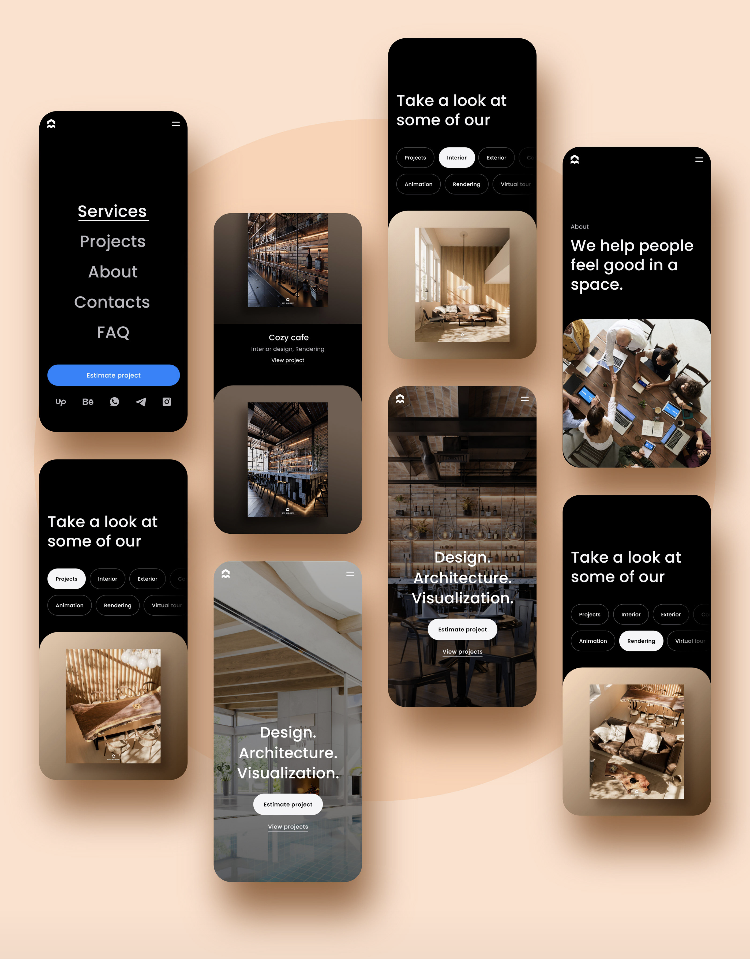 Services
Projects
About
Contacts
FAQ
Estimate project
Up
Bē
Take a look at
some of our
Projects
Interior
Exterior
Animation
Rendering
Virtual tour
Cozy cafe
Interior design, Rendering
View project
Design.
Architecture.
Visualization.
Estimate project
View projects
Take a look at
some of our
Projects
Interior
Exterior
Animation
Rendering
Virtual tour
Design.
Architecture.
Visualization.
Estimate project
View projects
About
We help people
feel good in a
space.
Take a look at
some of our
Projects
Interior
Exterior
Animation
Rendering
Virtual tour